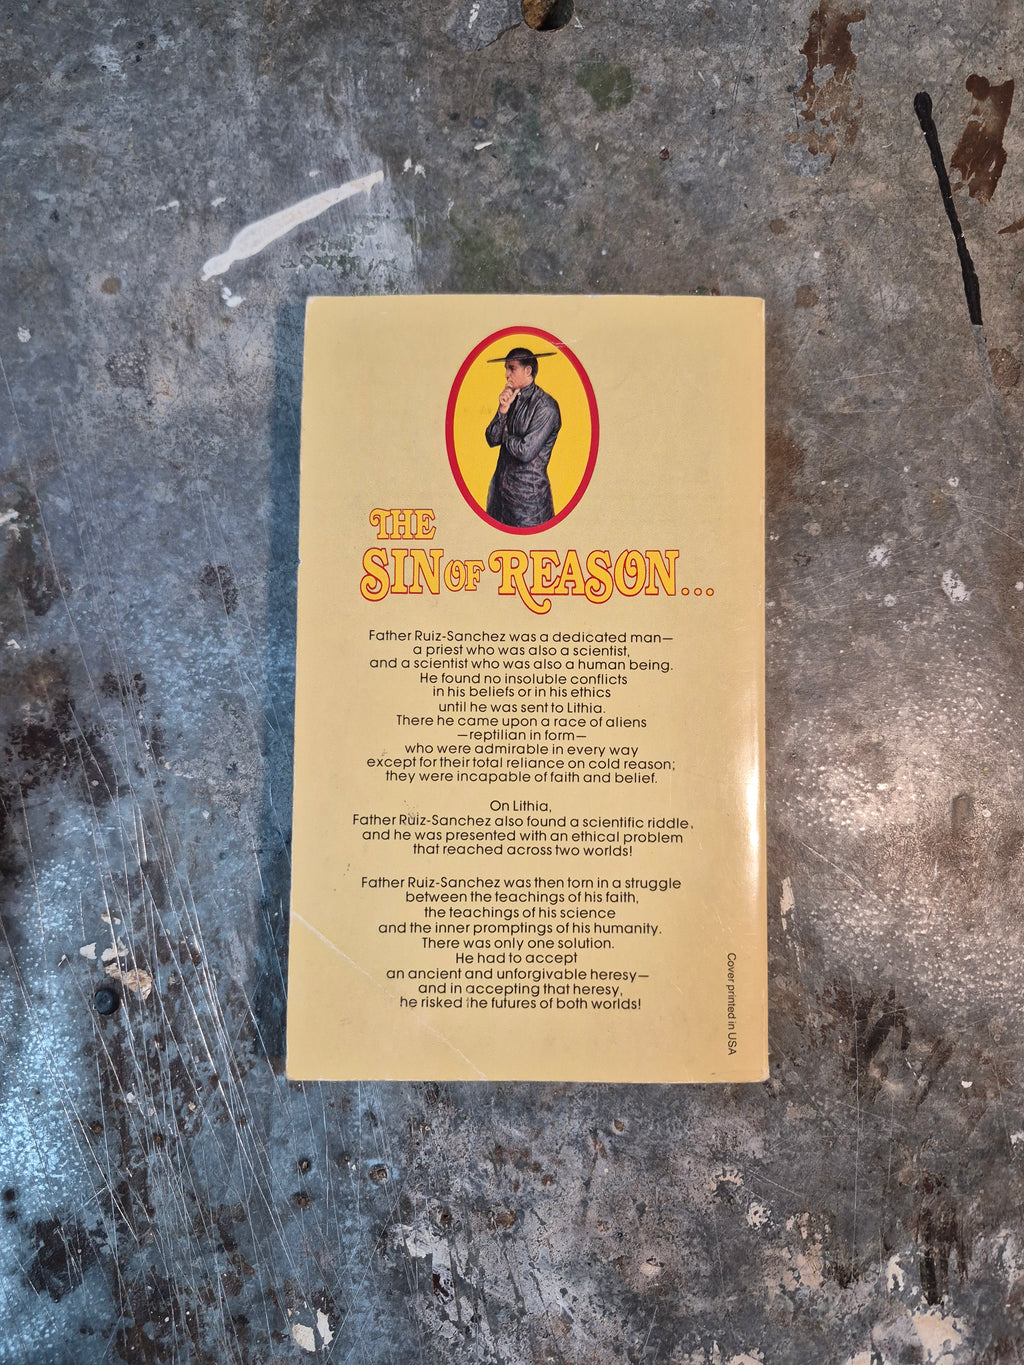 THE
SIN OF REASON...
Father Ruiz-Sanchez was a dedicated man—
a priest who was also a scientist,
and a scientist who was also a human being.
He found no insoluble conflicts
in his beliefs or in his ethics
until he was sent to Lithia.
There he came upon a race of aliens
—reptilian in form—
who were admirable in every way
except for their total reliance on cold reason;
they were incapable of faith and belief.
On Lithia,
Father Ruiz-Sanchez also found a scientific riddle,
and he was presented with an ethical problem
that reached across two worlds!
Father Ruiz-Sanchez was then torn in a struggle
between the teachings of his faith,
the teachings of his science
and the inner promptings of his humanity.
There was only one solution.
He had to accept
an ancient and unforgivable heresy—
and in accepting that heresy,
he risked the futures of both worlds!
Cover printed in USA